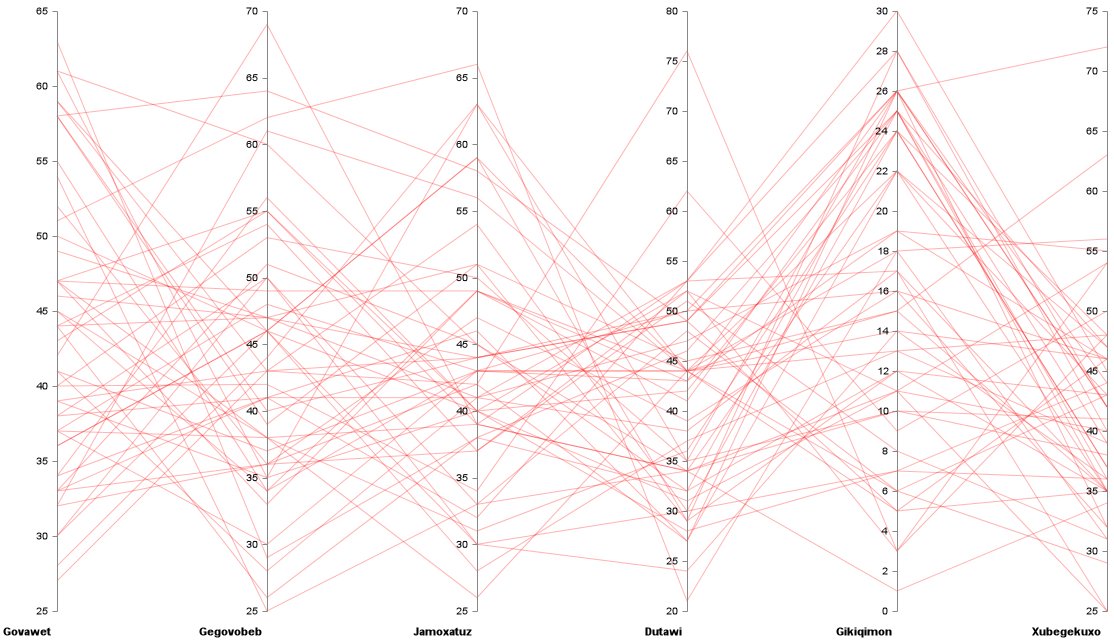 65 70 70 80 30 75
60 65 65 75 28 70
55 60 60 70 26 65
50 55 55 65 24 60
45 50 50 60 22 55
40 45 45 55 20 50
35 40 40 50 18 45
30 35 35 45 16 40
25 30 30 40 14 35
25 25 35 12 30
30 10 25
25 8
20 6
4
2
0
Govawet Gegovobeb Jamoxatuz Dutawi Gikiqimon Xubegekuxo